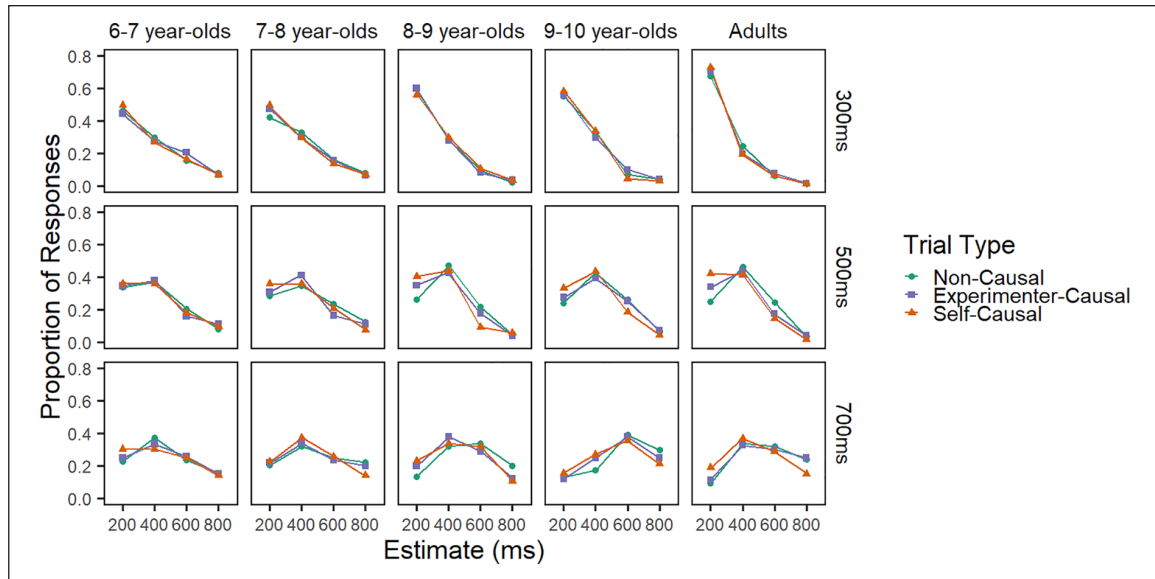 6-7 year-olds 7-8 year-olds 8-9 year-olds 9-10 year-olds Adults
Proportion of Responses
0.8
0.6
0.4
0.2
0.0
300ms
0.8
0.6
0.4
0.2
0.0
500ms
0.8
0.6
0.4
0.2
0.0
700ms
200 400 600 800 200 400 600 800 200 400 600 800 200 400 600 800 200 400 600 800
Estimate (ms)
Trial Type
Non-Causal
Experimenter-Causal
Self-Causal